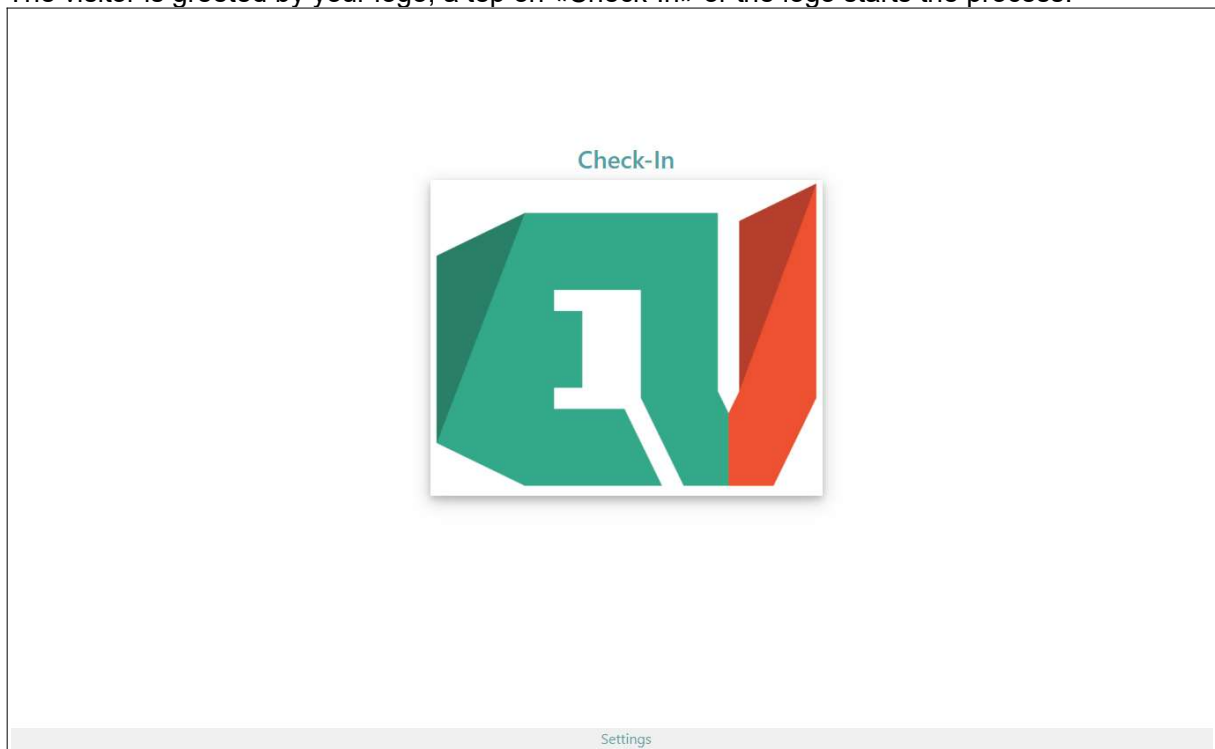 The visitor is greeted by your logo, a tap on «Check-In» or the logo starts the process.
Check-In
Settings